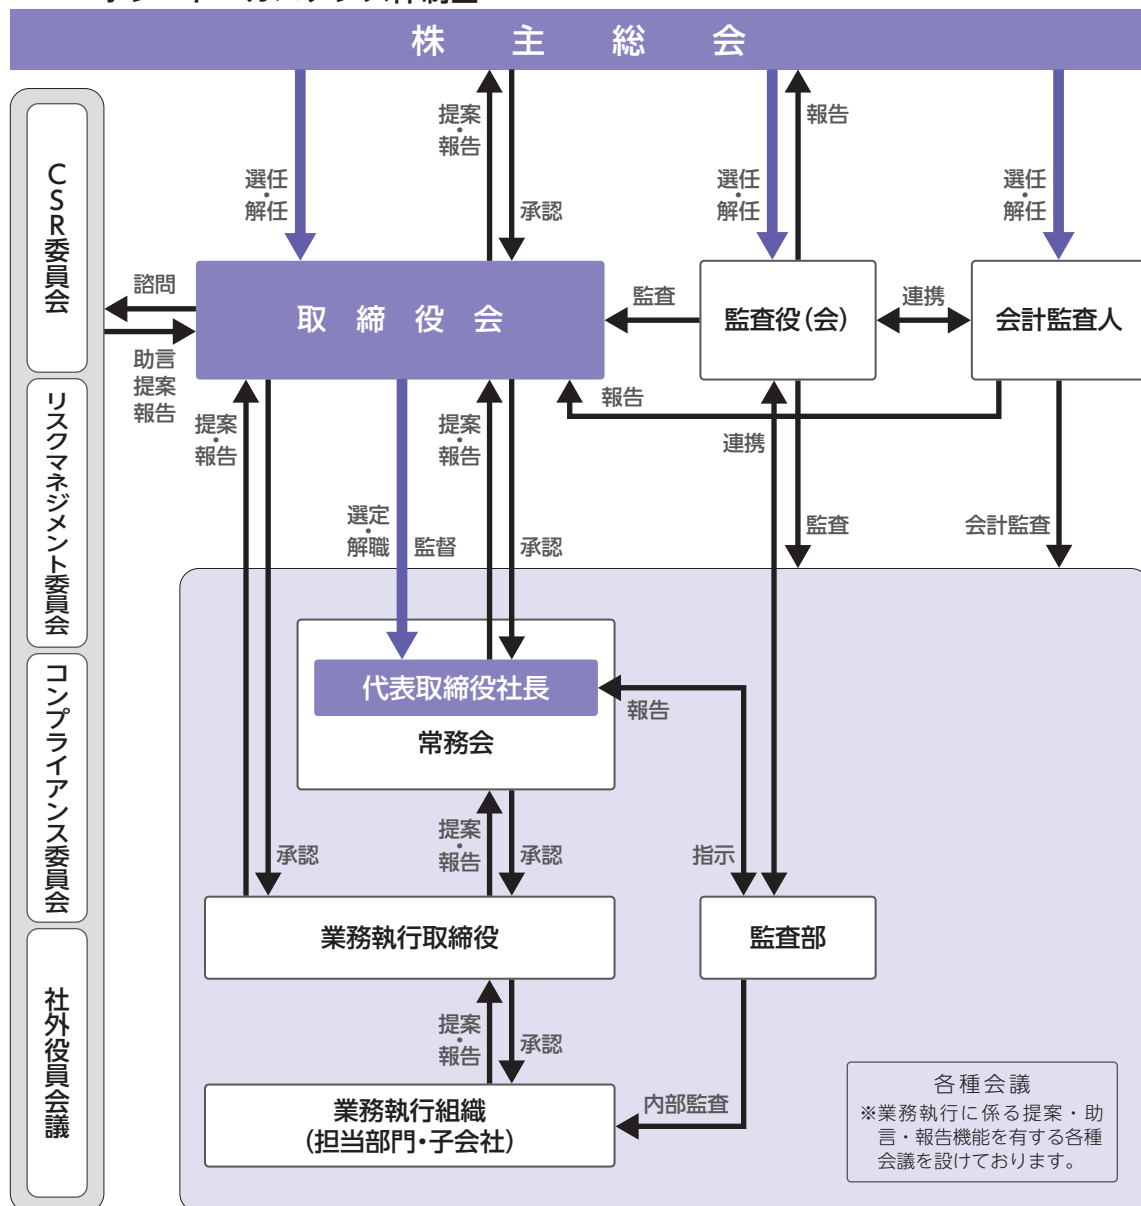 株主総会
提案・報告
報告
選任・解任
承認
選任・解任
選任・解任
CSR委員会
リスクマネジメント委員会
コンプライアンス委員会
社外役員会議
諮問
助言
提案
報告
取締役会
監査
監査役(会)
連携
会計監査人
報告
提案・報告
提案・報告
連携
選定・解職
監督
承認
監査
会計監査
代表取締役社長
常務会
報告
提案・報告
承認
承認
指示
業務執行取締役
監査部
提案・報告
承認
業務執行組織
(担当部門・子会社)
内部監査
各種会議
※業務執行に係る提案・助
言・報告機能を有する各種
会議を設けております。